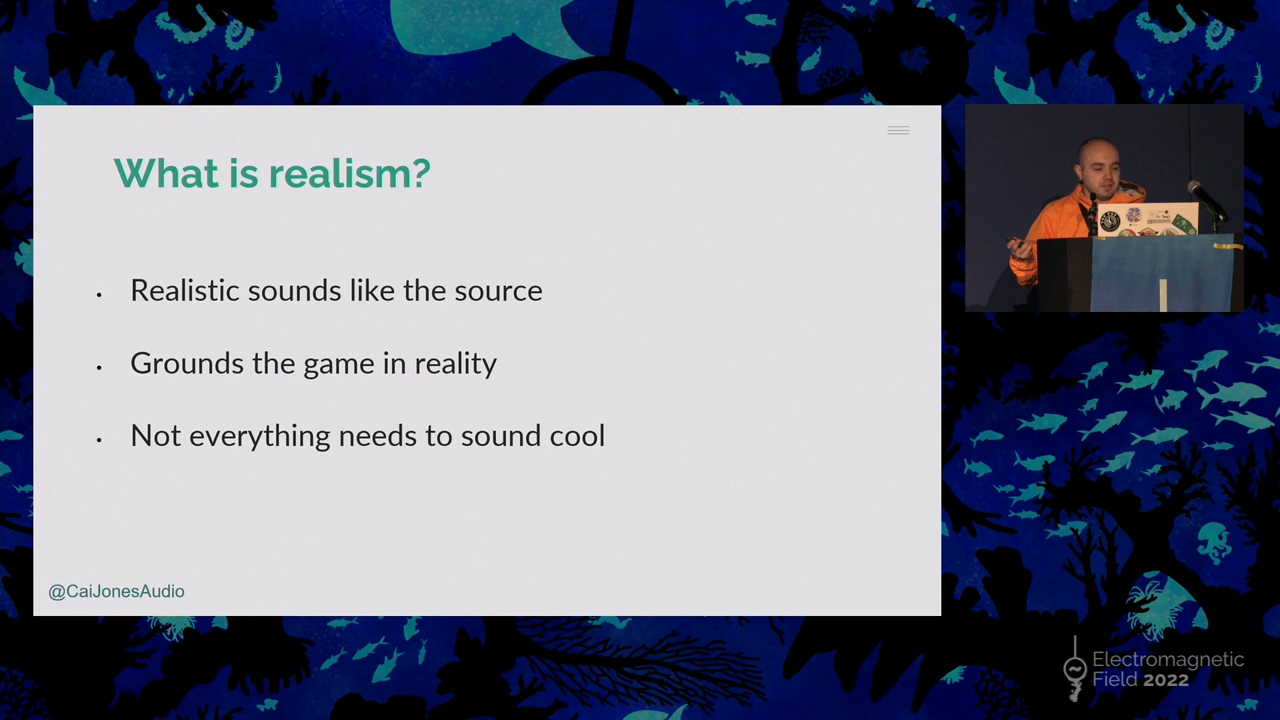 What is realism?
Realistic sounds like the source
Grounds the game in reality
Not everything needs to sound cool
@CaiJonesAudio
Electromagnetic
Field 2022